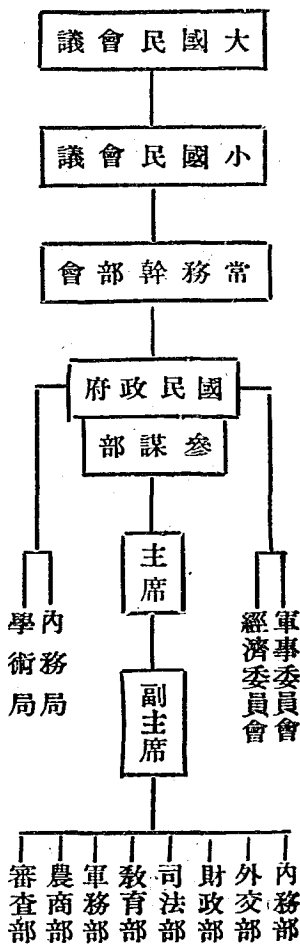 大國民會議
小國民會議
常務幹部會
國民政府
參謀部
主席
副主席
軍事委員會
經濟委員會
內務局
學術局
內務部
外交部
財政部
司法部
教育部
軍務部
農商部
審查部